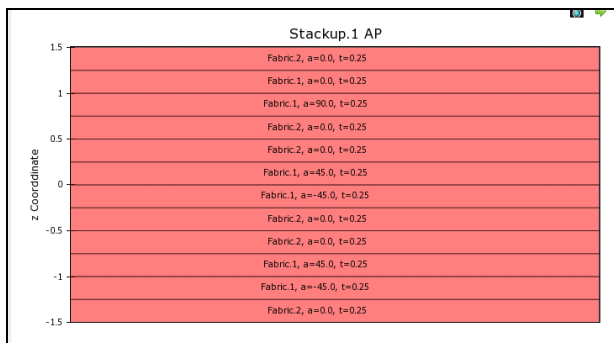 Stackup.1 AP
1.5
Fabric.2, a=0.0, t=0.25
Fabric.1, a=0.0, t=0.25
1
Fabric.1, a=90.0, t=0.25
Fabric.2, a=0.0, t=0.25
0.5
Fabric.2, a=0.0, t=0.25
Fabric.1, a=45.0, t=0.25
0
Fabric.1, a=-45.0, t=0.25
Fabric.2, a=0.0, t=0.25
-0.5
Fabric.2, a=0.0, t=0.25
Fabric.1, a=45.0, t=0.25
-1
Fabric.1, a=-45.0, t=0.25
Fabric.2, a=0.0, t=0.25
-1.5
z Coorddinate